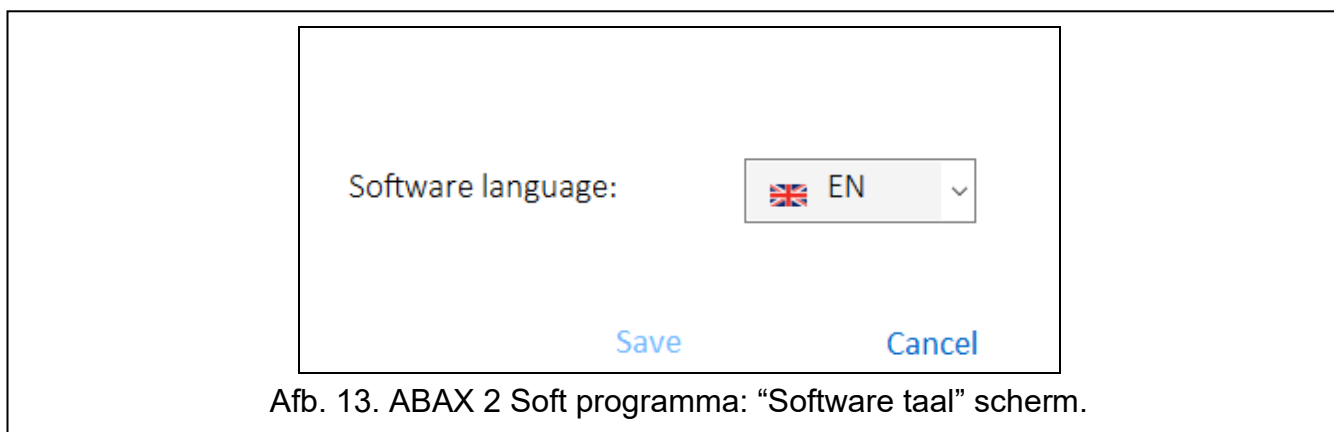 Software language: EN
Save Cancel
Afb. 13. ABAX 2 Soft programma: “Software taal” scherm.